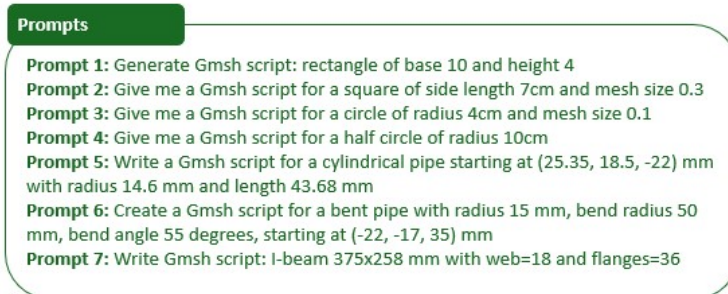 Prompts
Prompt 1: Generate Gmsh script: rectangle of base 10 and height 4
Prompt 2: Give me a Gmsh script for a square of side length 7cm and mesh size 0.3
Prompt 3: Give me a Gmsh script for a circle of radius 4cm and mesh size 0.1
Prompt 4: Give me a Gmsh script for a half circle of radius 10cm
Prompt 5: Write a Gmsh script for a cylindrical pipe starting at (25.35, 18.5, -22) mm
with radius 14.6 mm and length 43.68 mm
Prompt 6: Create a Gmsh script for a bent pipe with radius 15 mm, bend radius 50
mm, bend angle 55 degrees, starting at (-22, -17, 35) mm
Prompt 7: Write Gmsh script: I-beam 375x258 mm with web=18 and flanges=36